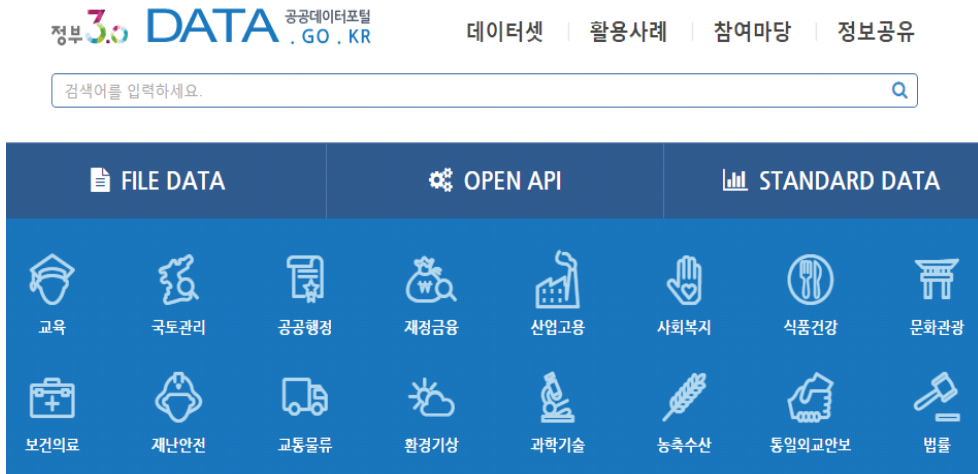 정부3.0 DATA 공공데이터포털 데이터셋 활용사례 참여마당 정보공유
.GO.KR
검색어를 입력하세요.
FILE DATA OPEN API STANDARD DATA
교육 국토관리 공공행정 재정금융 산업고용 사회복지 식품건강 문화관광
보건의료 재난안전 교통물류 환경기상 과학기술 농축수산 통일외교안보 법률